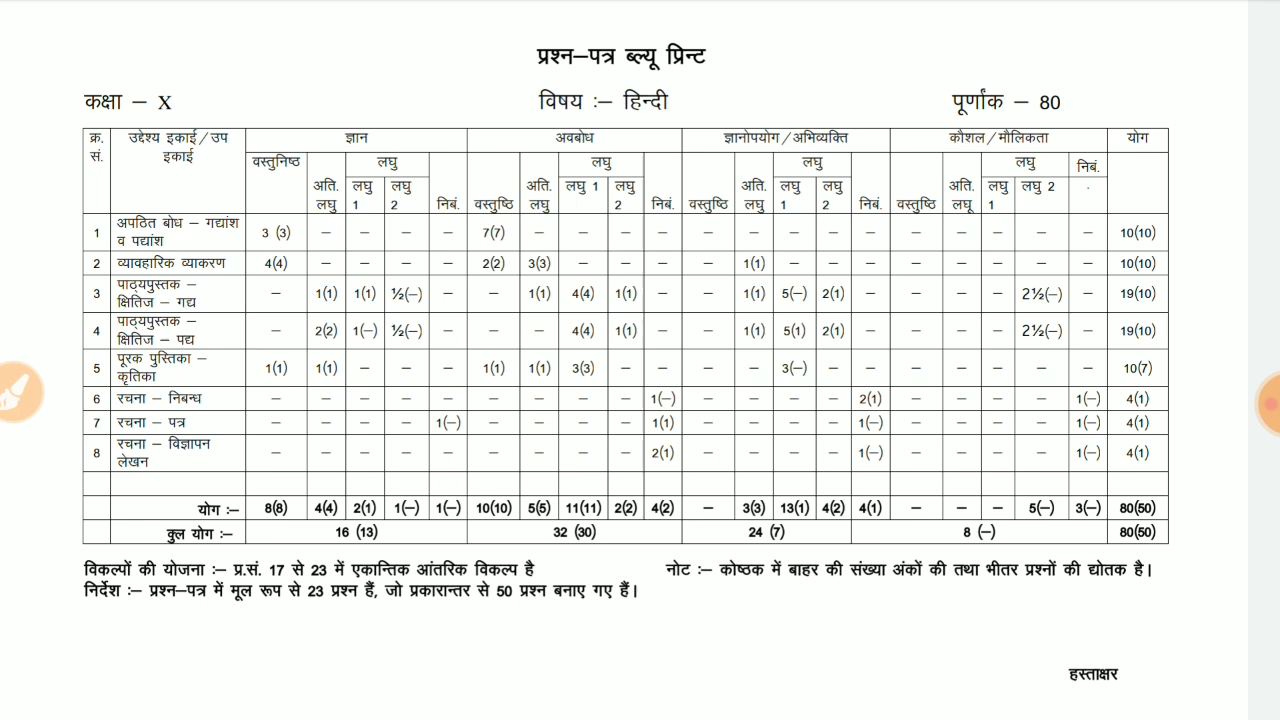 प्रश्न–पत्र ब्ल्यू प्रिन्ट
कक्षा – X विषय :– हिन्दी पूर्णांक – 80
क्र. सं. उद्देश्य इकाई/उप इकाई ज्ञान अवबोध ज्ञानोपयोग/अभिव्यक्ति कौशल/मौलिकता योग
वस्तुनिष्ठ अति. लघु लघु लघु 1 लघु 2 निबं. वस्तुष्ठि अति. लघु लघु लघु 1 लघु 2 निबं. वस्तुष्ठि अति. लघु लघु लघु 1 लघु 2 निबं. वस्तुष्ठि अति. लघू लघु लघु 1 लघु 2 निबं.
1 अपठित बोध – गद्यांश व पद्यांश 3 (3) – – – – 7(7) – – – – – – – – – – – – – – 10(10)
2 व्यावहारिक व्याकरण 4(4) – – – – 2(2) 3(3) – – – – 1(1) – – – – – – – – 10(10)
3 पाठ्यपुस्तक – क्षितिज – गद्य – 1(1) 1(1) ½(–) – – 1(1) 4(4) 1(1) – – 1(1) 5(–) 2(1) – – – – 2½(–) – 19(10)
4 पाठ्यपुस्तक – क्षितिज – पद्य – 2(2) 1(–) ½(–) – – – 4(4) 1(1) – – 1(1) 5(1) 2(1) – – – – 2½(–) – 19(10)
5 पूरक पुस्तिका – कृतिका 1(1) 1(1) – – – 1(1) 1(1) 3(3) – – – – 3(–) – – – – – – – 10(7)
6 रचना – निबन्ध – – – – – – – – – 1(–) – – – – 2(1) – – – – 1(–) 4(1)
7 रचना – पत्र – – – – 1(–) – – – – 1(1) – – – – 1(–) – – – – 1(–) 4(1)
8 रचना – विज्ञापन लेखन – – – – – – – – – 2(1) – – – – 1(–) – – – – 1(–) 4(1)
योग :– 8(8) 4(4) 2(1) 1(–) 1(–) 10(10) 5(5) 11(11) 2(2) 4(2) – 3(3) 13(1) 4(2) 4(1) – – – 5(–) 3(–) 80(50)
कुल योग :– 16 (13) 32 (30) 24 (7) 8 (–) 80(50)
विकल्पों की योजना :– प्र.सं. 17 से 23 में एकान्तिक आंतरिक विकल्प है नोट :– कोष्ठक में बाहर की संख्या अंकों की तथा भीतर प्रश्नों की द्योतक है।
निर्देश :– प्रश्न–पत्र में मूल रूप से 23 प्रश्न हैं, जो प्रकारान्तर से 50 प्रश्न बनाए गए हैं।
हस्ताक्षर